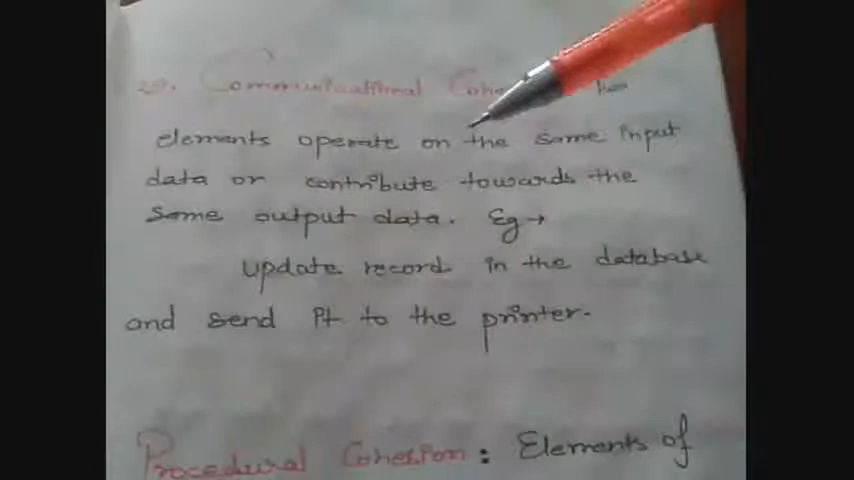 Communicational
elements operate on the same input
data or contribute towards the
same output data. Eg→
update record in the database
and send it to the printer.
Procedural Cohesion: Elements of